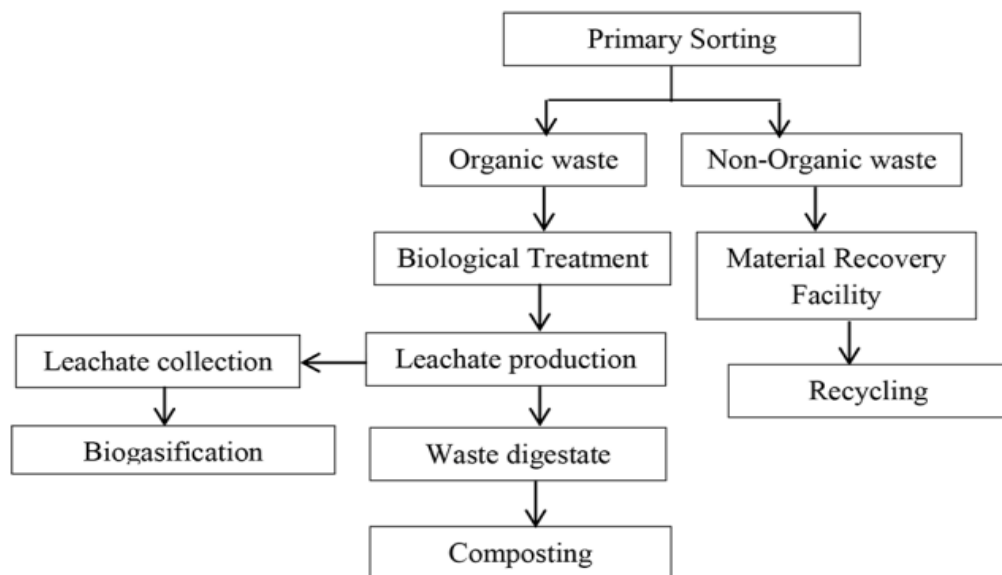 Primary Sorting
Organic waste
Non-Organic waste
Biological Treatment
Material Recovery
Facility
Leachate collection
Leachate production
Recycling
Biogasification
Waste digestate
Composting